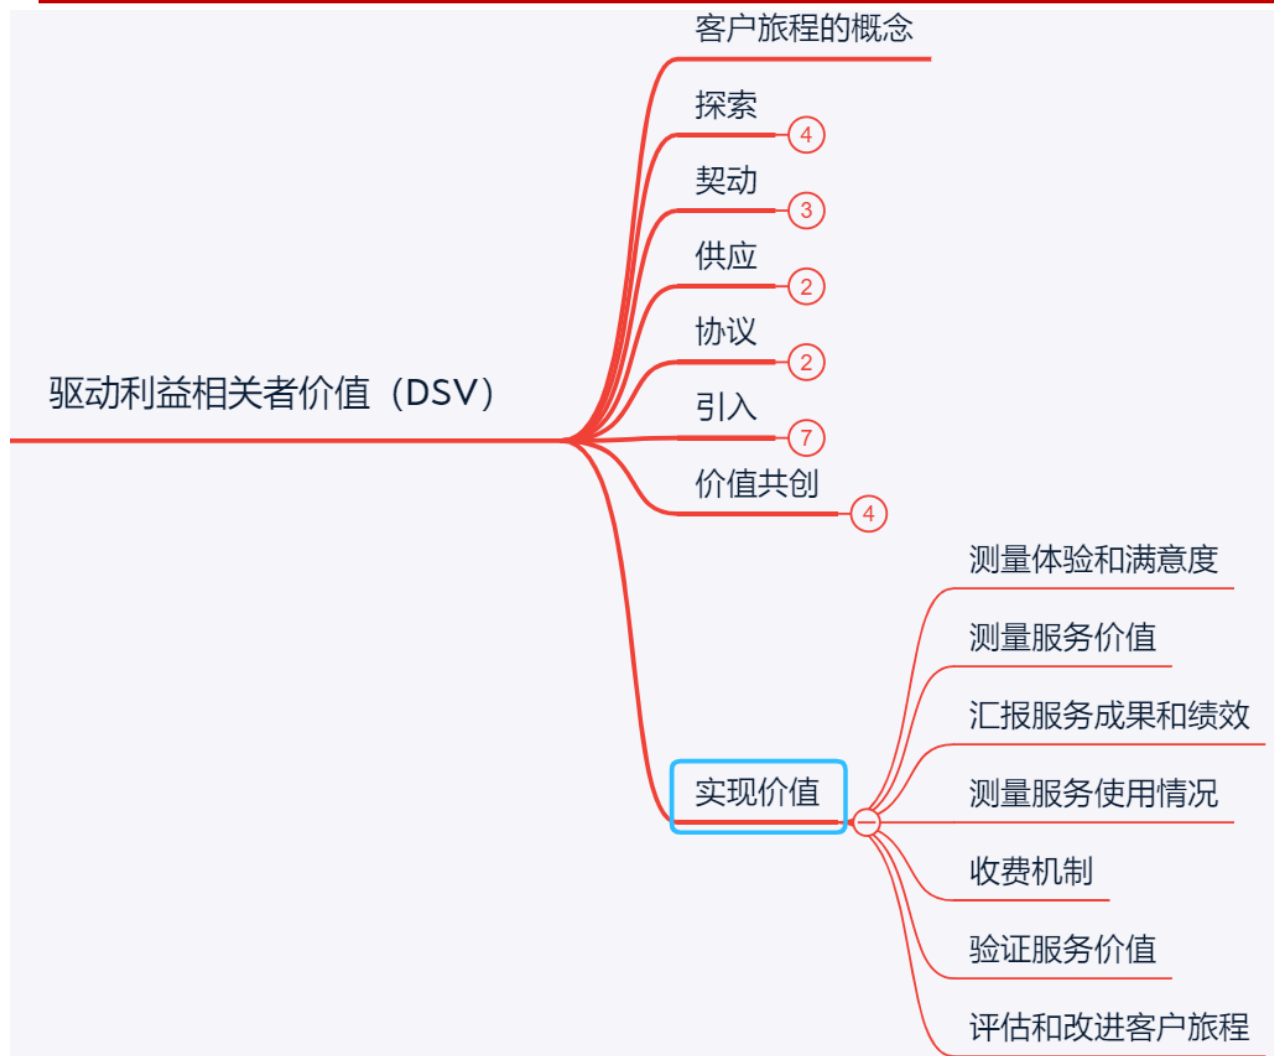 客户旅程的概念
探索 4
契动 3
供应 2
协议 2
驱动利益相关者价值（DSV）
引入 7
价值共创 4
实现价值
测量体验和满意度
测量服务价值
汇报服务成果和绩效
测量服务使用情况
收费机制
验证服务价值
评估和改进客户旅程